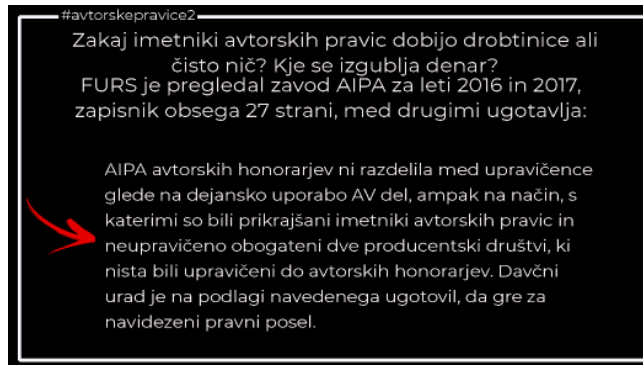 #avtorskepravice2
Zakaj imetniki avtorskih pravic dobijo drobtinice ali
čisto nič? Kje se izgublja denar?
FURS je pregledal zavod AIPA za leti 2016 in 2017,
zapisnik obsega 27 strani, med drugimi ugotavlja:
AIPA avtorskih honorarjev ni razdelila med upravičence
glede na dejansko uporabo AV del, ampak na način, s
katerimi so bili prikrajšani imetniki avtorskih pravic in
neupravičeno obogateni dve producentski društvi, ki
nista bili upravičeni do avtorskih honorarjev. Davčni
urad je na podlagi navedenega ugotovil, da gre za
navidezeni pravni posel.